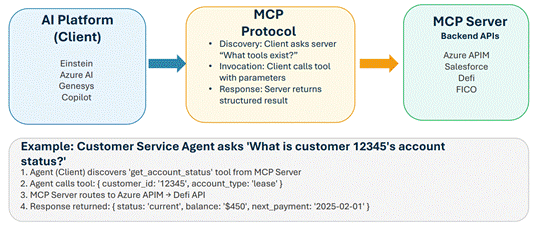 AI Platform
(Client)
Einstein
Azure AI
Genesys
Copilot
MCP
Protocol
• Discovery: Client asks server
"What tools exist?"
• Invocation: Client calls tool
with parameters
• Response: Server returns
structured result
MCP Server
Backend APIs
Azure APIM
Salesforce
Defi
FICO
Example: Customer Service Agent asks 'What is customer 12345's account
status?'
1. Agent (Client) discovers 'get_account_status' tool from MCP Server
2. Agent calls tool: { customer_id: '12345', account_type: 'lease' }
3. MCP Server routes to Azure APIM → Defi API
4. Response returned: { status: 'current', balance: '$450', next_payment: '2025-02-01' }